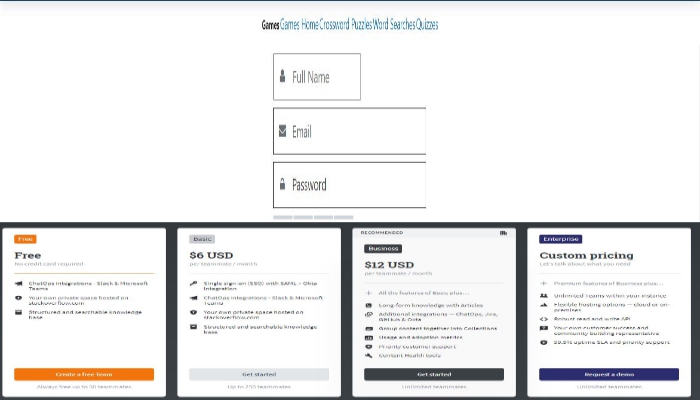 Games Games Home Crossword Puzzles Word Searches Quizzes
Full Name
Email
Password
Free
Free
No credit card required
ChatOps Integrations - Slack & Microsoft
Teams
Your own private space hosted on
stackoverflow.com
Structured and searchable knowledge
base
Create a free Team
Always free up to 50 teammates
Basic
$6 USD
per teammate / month
Single sign-on (SSO) with SAML - Okta
Integration
ChatOps Integrations - Slack & Microsoft
Teams
Your own private space hosted on
stackoverflow.com
Structured and searchable knowledge
base
Get started
Up to 250 teammates
RECOMMENDED
Business
$12 USD
per teammate / month
All the features of Basic plus...
Long-form knowledge with Articles
Additional integrations — ChatOps, Jira,
GitHub & Okta
Group content together into Collections
Usage and adoption metrics
Priority customer support
Content Health tools
Get started
Unlimited teammates
Enterprise
Custom pricing
Let's talk about what you need
Premium features of Business plus...
Unlimited Teams within your instance
Flexible hosting options — cloud or on-
premises
Robust read and write API
Your own customer success and
community building representative
99.5% uptime SLA and priority support
Request a demo
Unlimited teammates